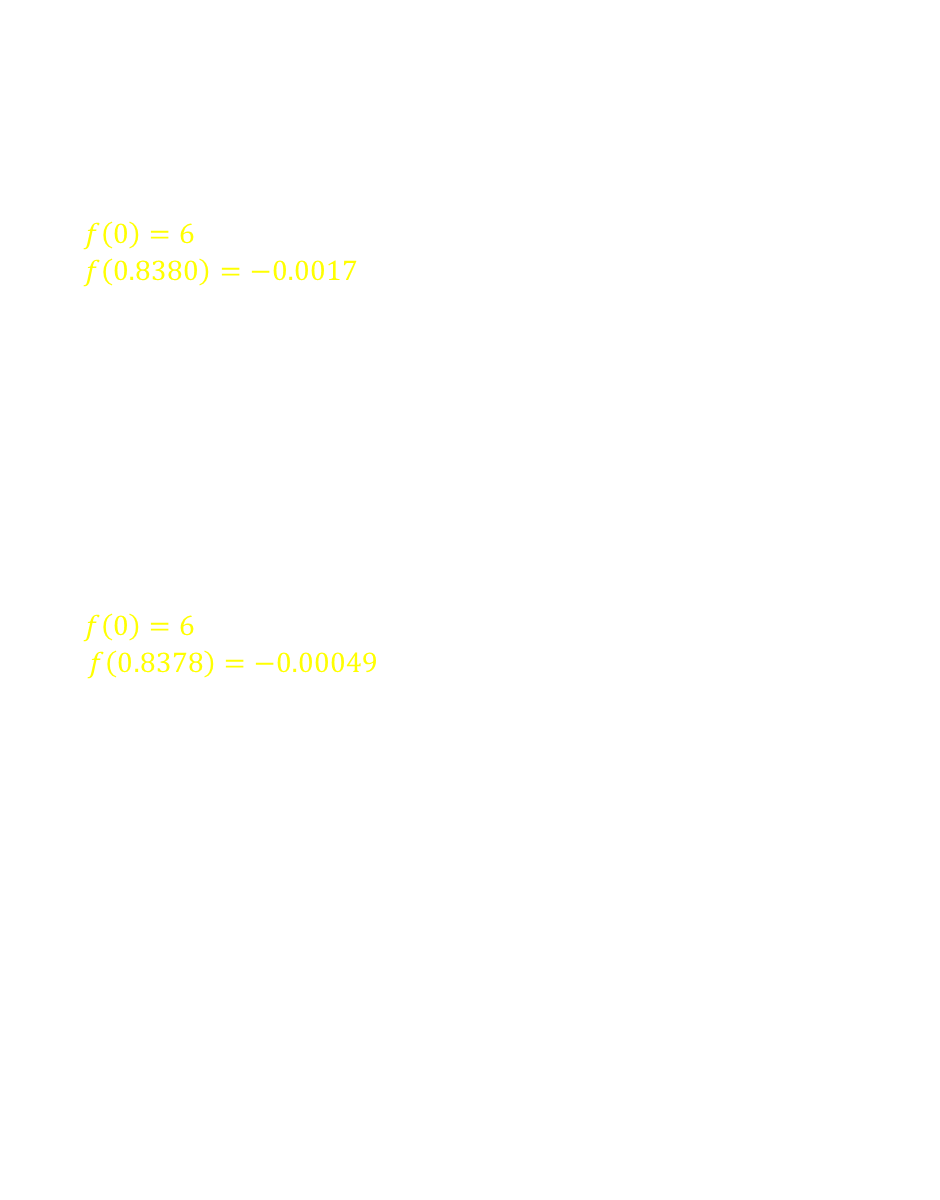 f(0) = 6
f(0.8380) = −0.0017
f(0) = 6
f(0.8378) = −0.00049